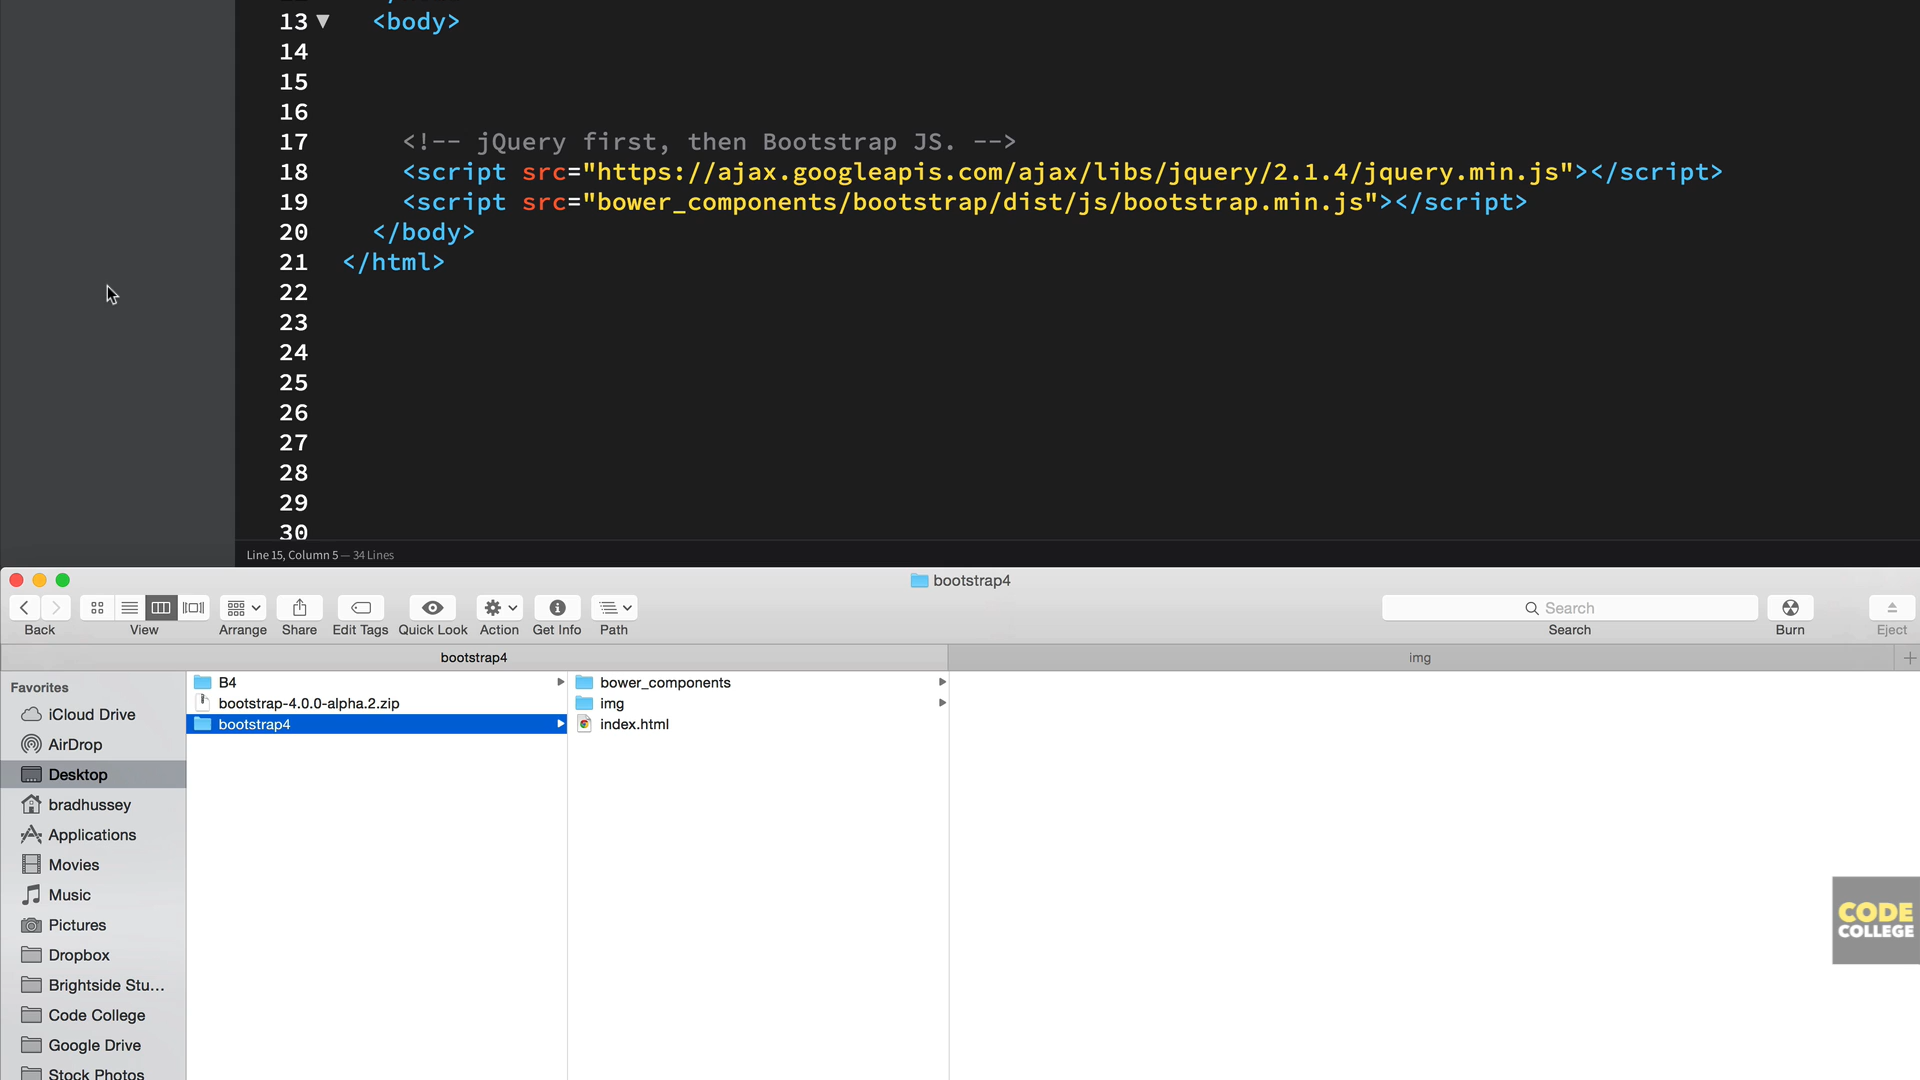 13 ▼ <body>
14
15
16
17 <!-- jQuery first, then Bootstrap JS. -->
18 <script src="https://ajax.googleapis.com/ajax/libs/jquery/2.1.4/jquery.min.js"></script>
19 <script src="bower_components/bootstrap/dist/js/bootstrap.min.js"></script>
20 </body>
21 </html>
22
23
24
25
26
27
28
29
30
Line 15, Column 5 — 34 Lines
bootstrap4
Search
Back View Arrange Share Edit Tags Quick Look Action Get Info Path Search Burn Eject
bootstrap4 img
Favorites
iCloud Drive
AirDrop
Desktop
bradhussey
Applications
Movies
Music
Pictures
Dropbox
Brightside Stu...
Code College
Google Drive
Stock Photos
B4
bootstrap-4.0.0-alpha.2.zip
bootstrap4
bower_components
img
index.html
CODE
COLLEGE